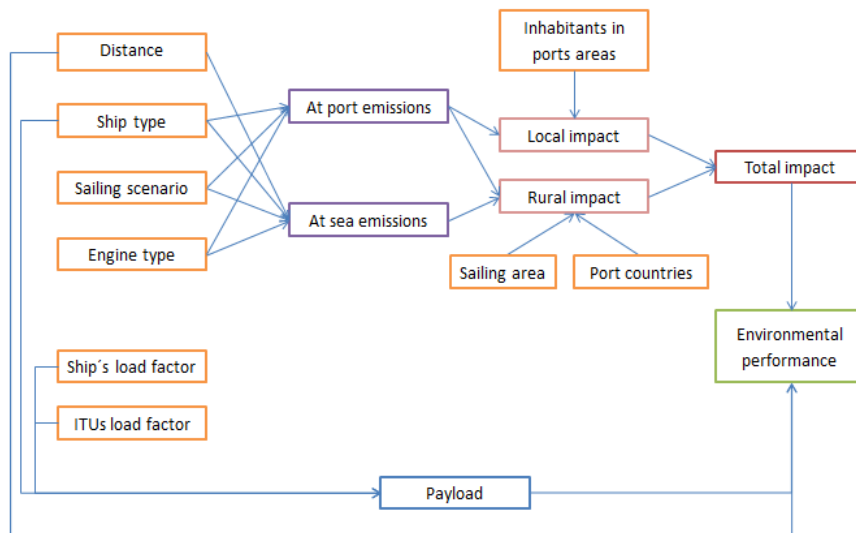 Distance
Ship type
Sailing scenario
Engine type
Ship´s load factor
ITUs load factor
At port emissions
At sea emissions
Inhabitants in
ports areas
Local impact
Rural impact
Sailing area
Port countries
Total impact
Environmental
performance
Payload